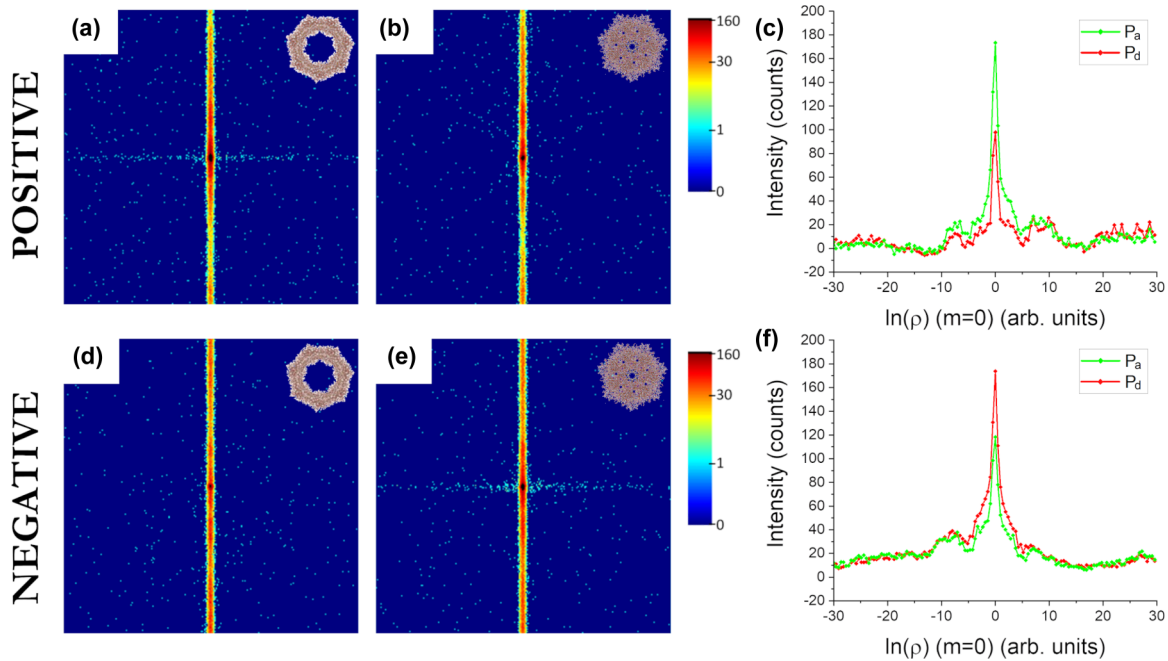 (a)
(b)
(c)
POSITIVE
160
30
1
0
Intensity (counts)
200
180
160
140
120
100
80
60
40
20
0
-20
-30
-20
-10
0
10
20
30
ln(ρ) (m=0) (arb. units)
Pa
Pd
(d)
(e)
(f)
NEGATIVE
160
30
1
0
Intensity (counts)
200
180
160
140
120
100
80
60
40
20
0
-20
-30
-20
-10
0
10
20
30
ln(ρ) (m=0) (arb. units)
Pa
Pd